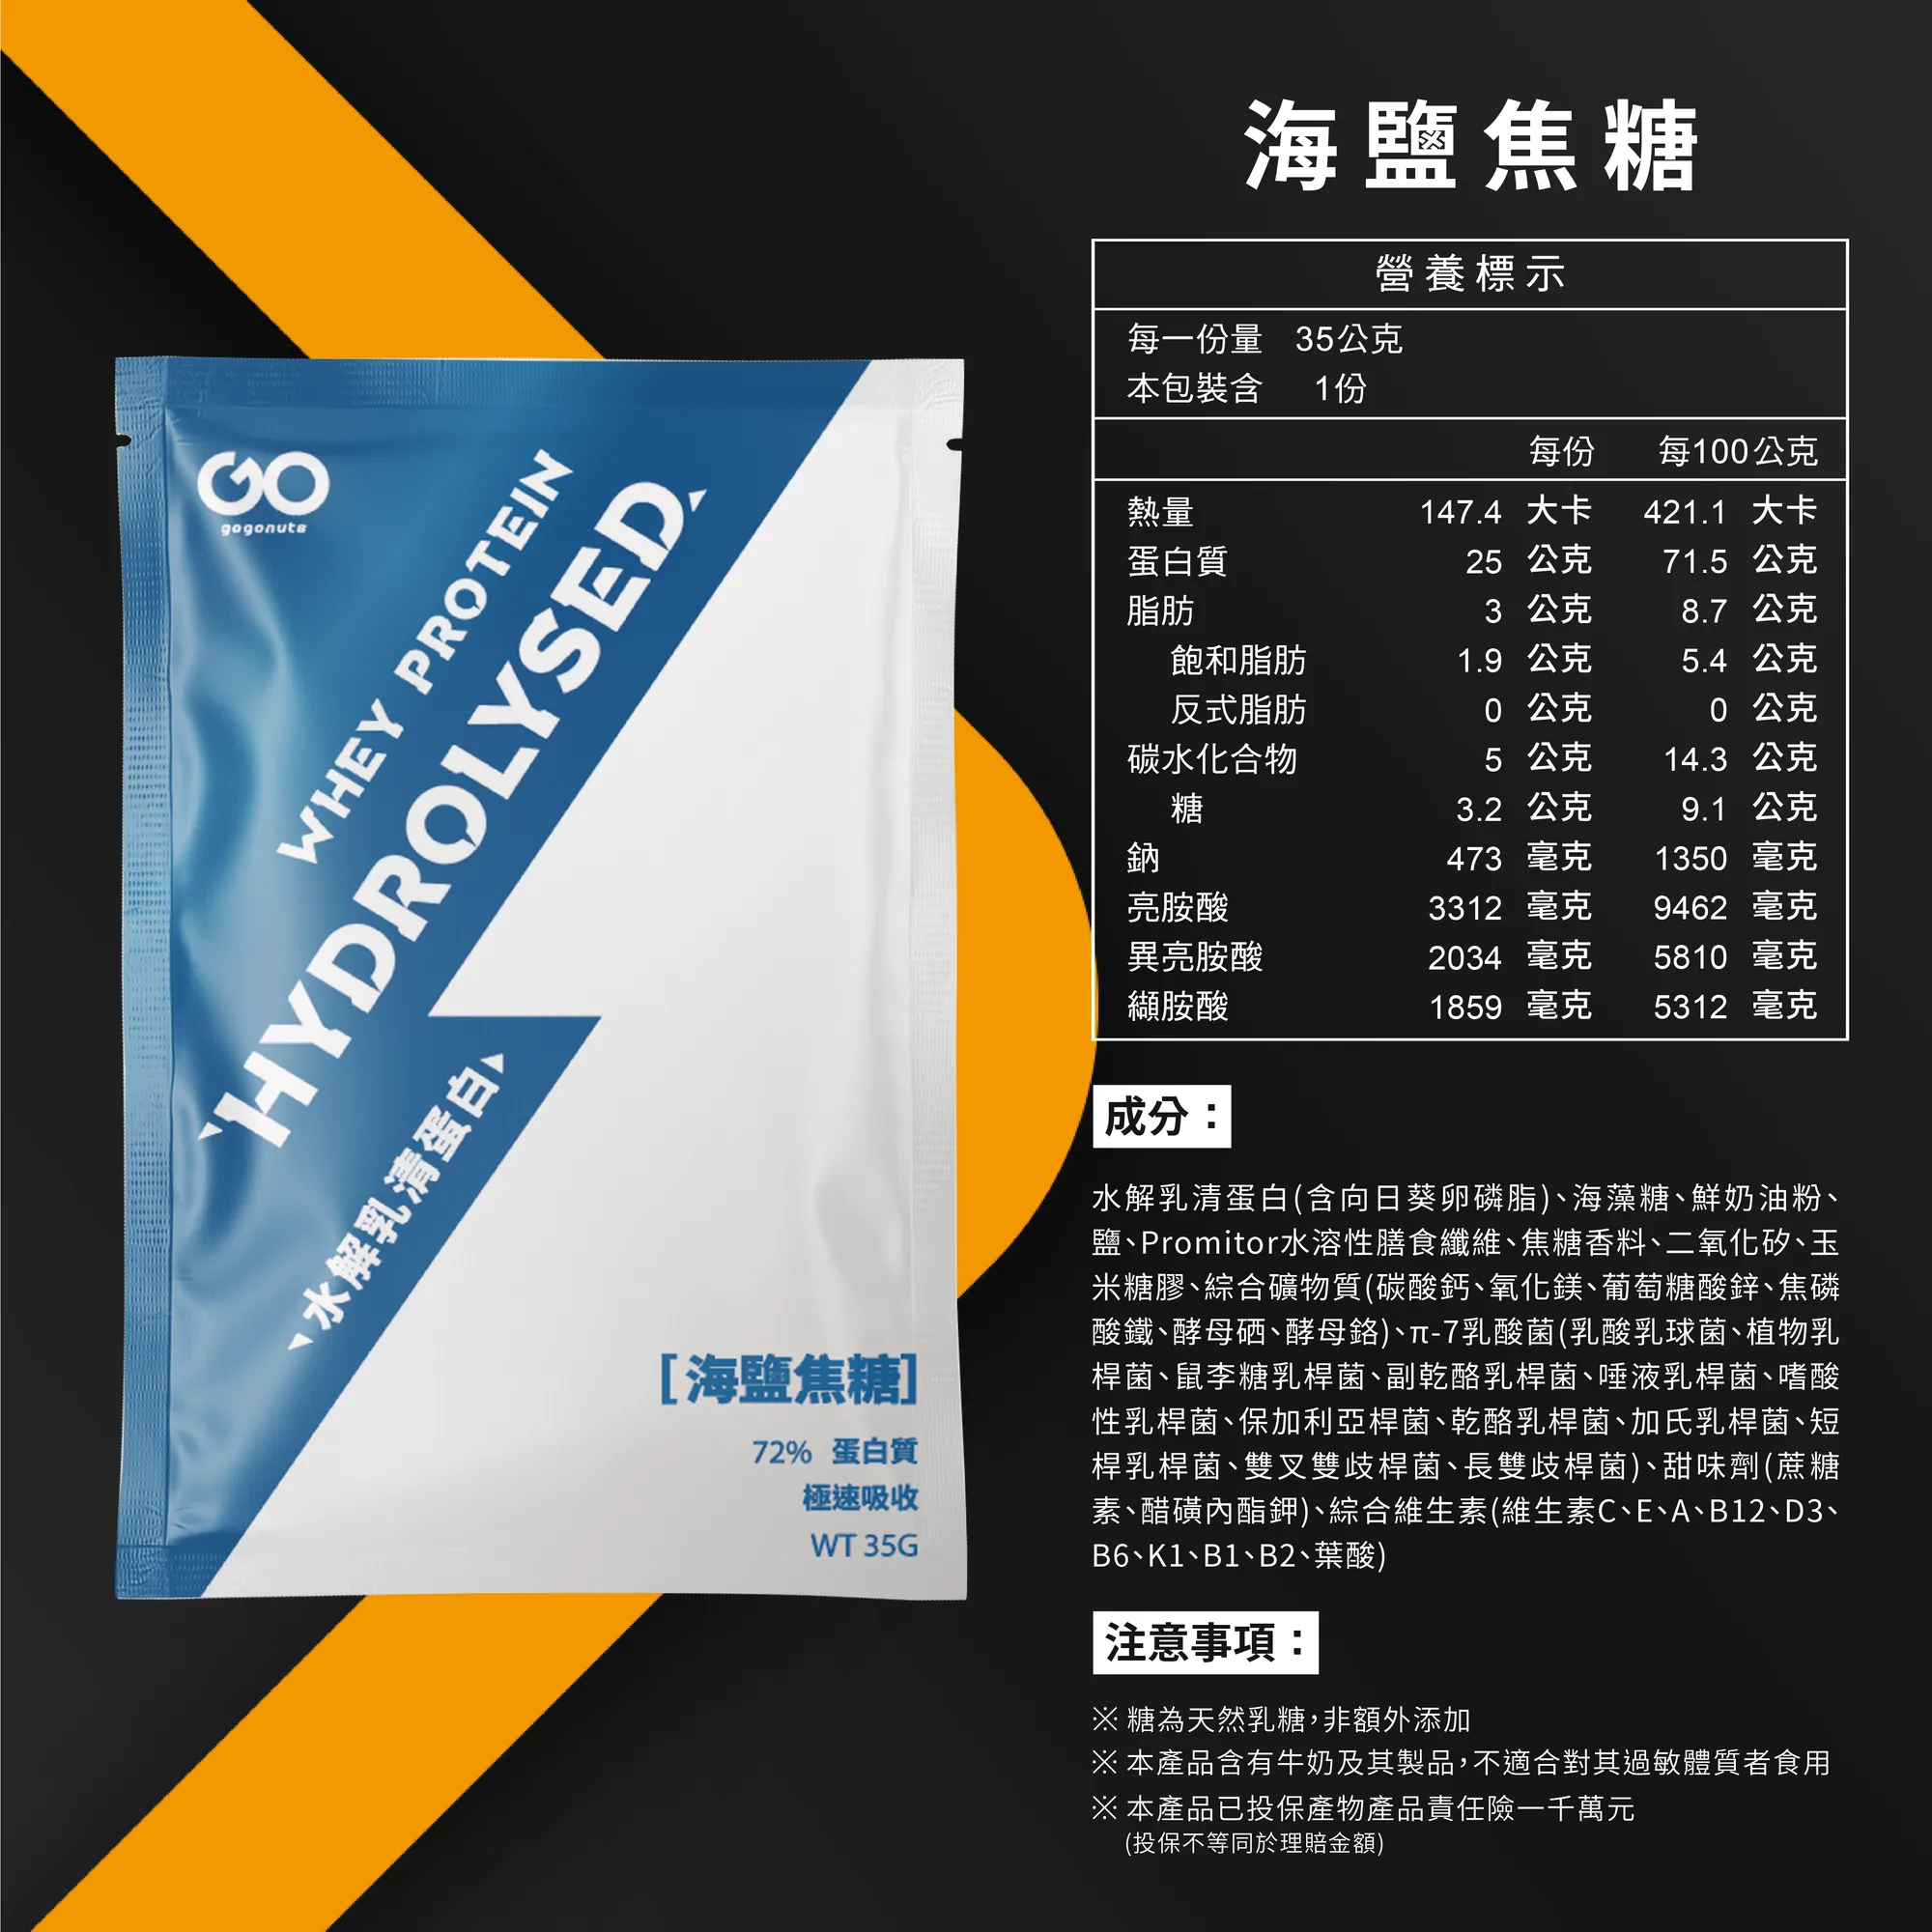 GO
gogonuts
WHEY PROTEIN
HYDROLYSED
水解乳清蛋白
[海鹽焦糖]
72% 蛋白質
極速吸收
WT 35G
海鹽焦糖
營養標示
每一份量 35公克
本包裝含 1份
每份 每100公克
熱量 147.4 大卡 421.1 大卡
蛋白質 25 公克 71.5 公克
脂肪 3 公克 8.7 公克
飽和脂肪 1.9 公克 5.4 公克
反式脂肪 0 公克 0 公克
碳水化合物 5 公克 14.3 公克
糖 3.2 公克 9.1 公克
鈉 473 毫克 1350 毫克
亮胺酸 3312 毫克 9462 毫克
異亮胺酸 2034 毫克 5810 毫克
纈胺酸 1859 毫克 5312 毫克
成分：
水解乳清蛋白(含向日葵卵磷脂)、海藻糖、鮮奶油粉、
鹽、Promitor水溶性膳食纖維、焦糖香料、二氧化矽、玉
米糖膠、綜合礦物質(碳酸鈣、氧化鎂、葡萄糖酸鋅、焦磷
酸鐵、酵母硒、酵母鉻)、π-7乳酸菌(乳酸乳球菌、植物乳
桿菌、鼠李糖乳桿菌、副乾酪乳桿菌、唾液乳桿菌、嗜酸
性乳桿菌、保加利亞桿菌、乾酪乳桿菌、加氏乳桿菌、短
桿乳桿菌、雙叉雙歧桿菌、長雙歧桿菌)、甜味劑(蔗糖
素、醋磺內酯鉀)、綜合維生素(維生素C、E、A、B12、D3、
B6、K1、B1、B2、葉酸)
注意事項：
※ 糖為天然乳糖，非額外添加
※ 本產品含有牛奶及其製品，不適合對其過敏體質者食用
※ 本產品已投保產物產品責任險一千萬元
(投保不等同於理賠金額)